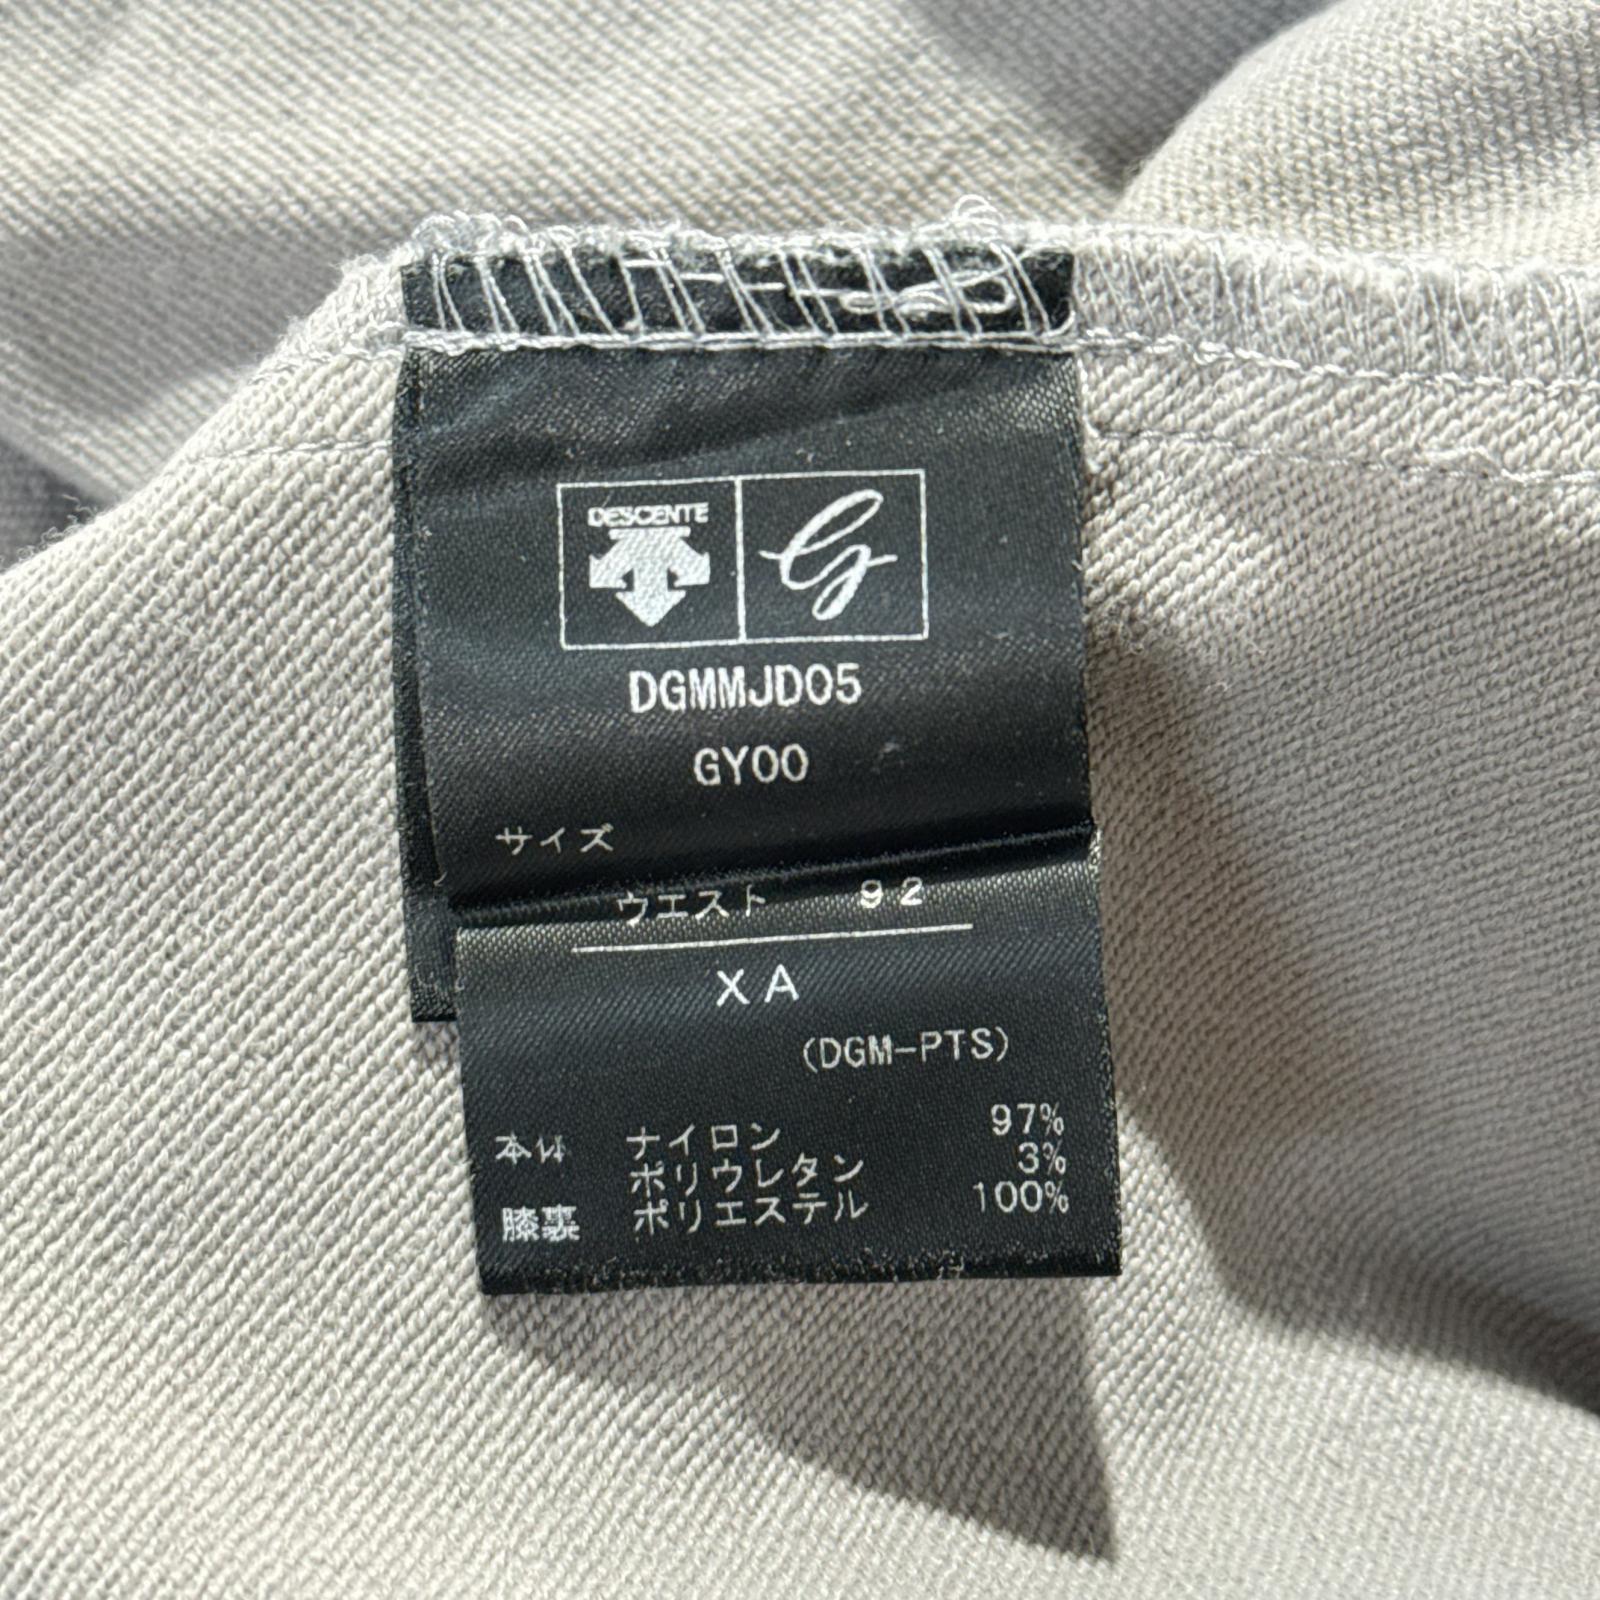 DESCENTE
G
DGMMJD05
GY00
サイズ
ウエスト 92
XA
(DGM-PTS)
本体 ナイロン 97%
ポリウレタン 3%
膝裏 ポリエステル 100%